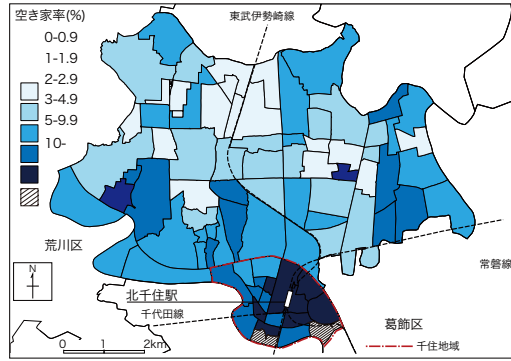 空き家率(%)
0-0.9
1-1.9
2-2.9
3-4.9
5-9.9
10-
東武伊勢崎線
荒川区
N
北千住駅
千代田線
常磐線
葛飾区
0 1 2km
千住地域